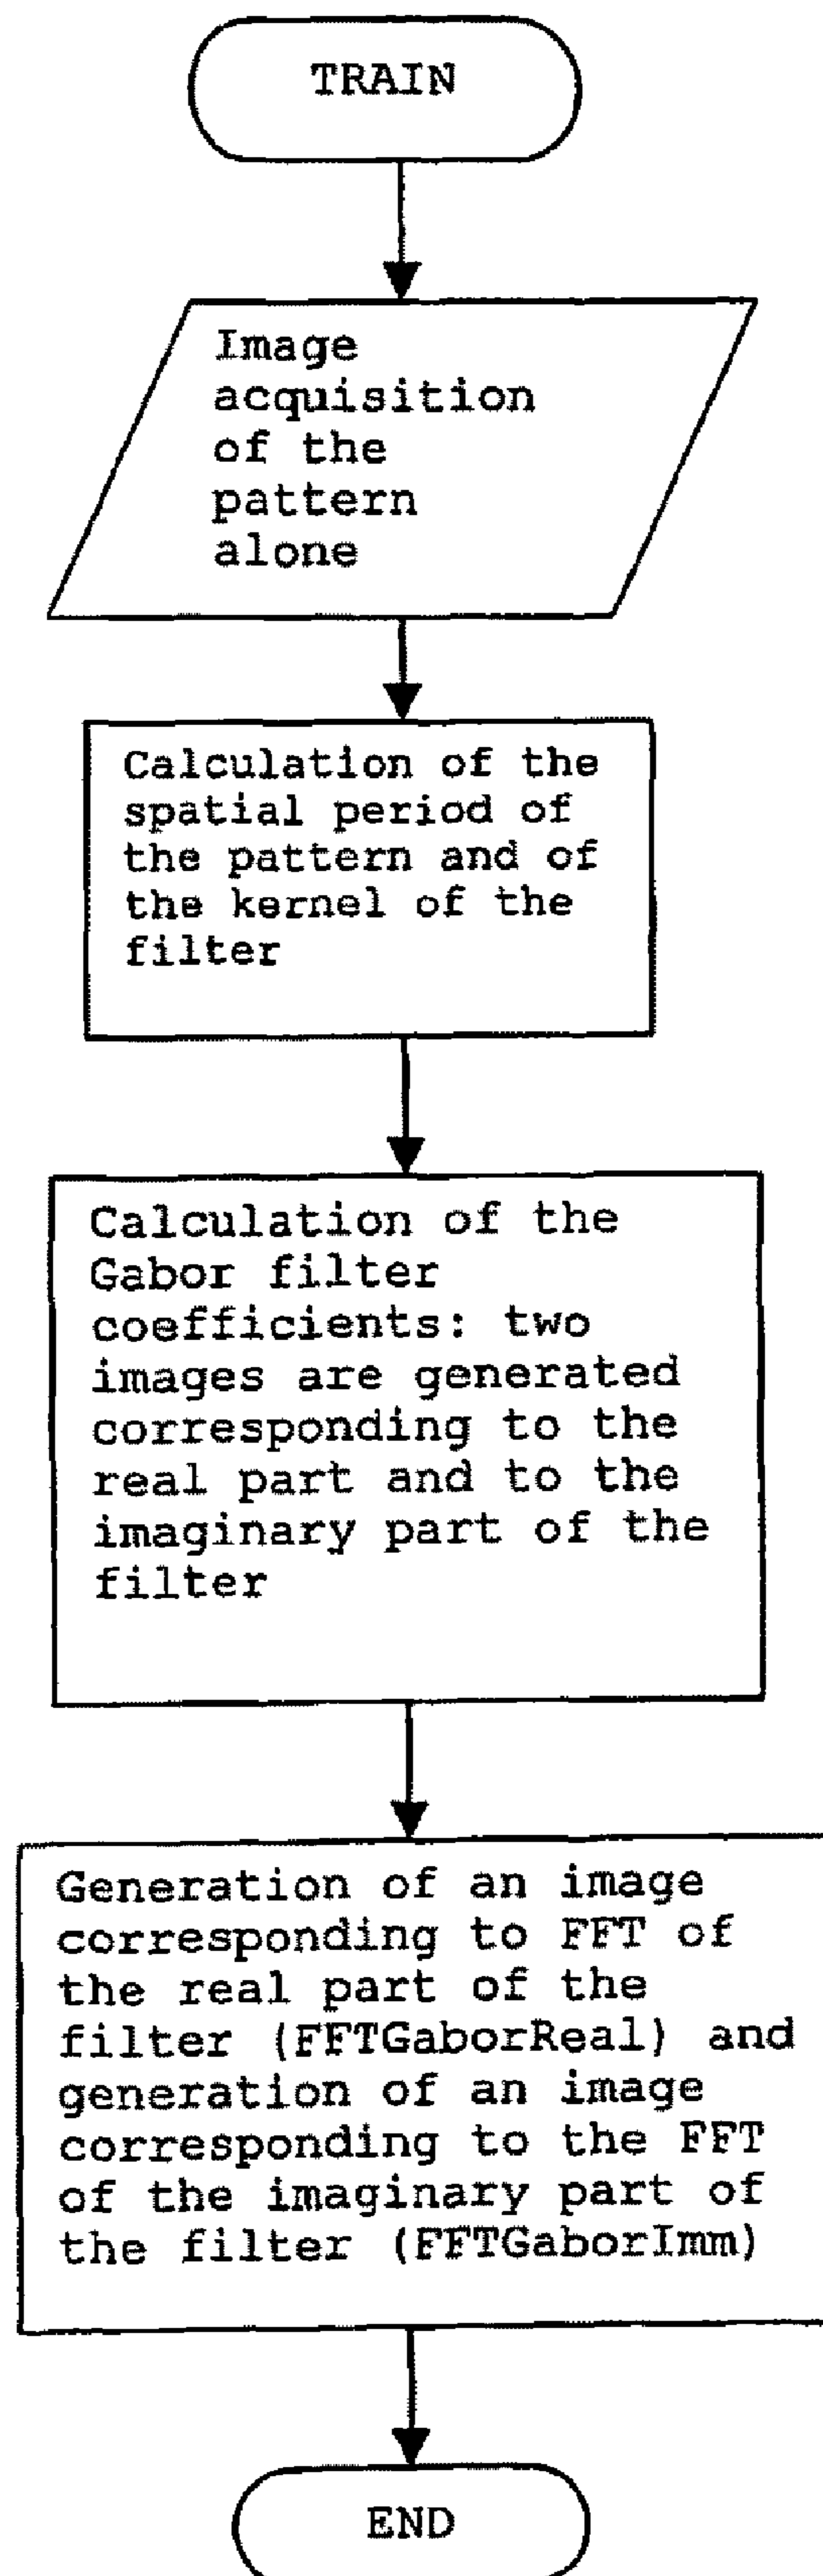 TRAIN
Image
acquisition
of the
pattern
alone
Calculation of the
spatial period of
the pattern and of
the kernel of the
filter
Calculation of the
Gabor filter
coefficients: two
images are generated
corresponding to the
real part and to the
imaginary part of the
filter
Generation of an image
corresponding to FFT of
the real part of the
filter (FFTGaborReal) and
generation of an image
corresponding to the FFT
of the imaginary part of
the filter (FFTGaborImm)
END